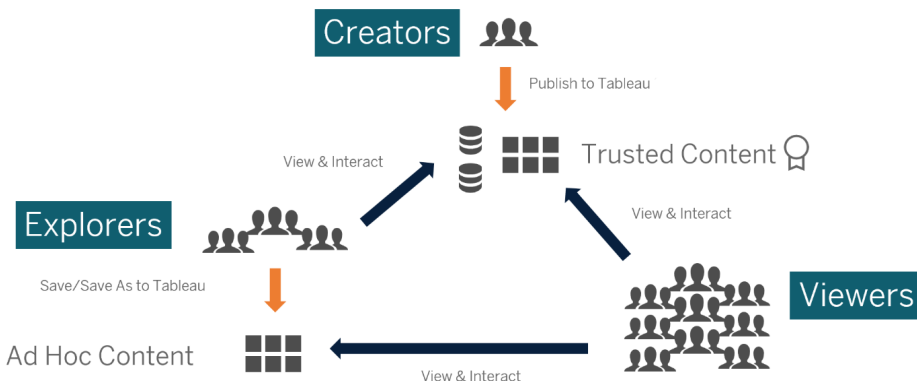 Creators
Publish to Tableau
Trusted Content
View & Interact
View & Interact
Explorers
Save/Save As to Tableau
Viewers
Ad Hoc Content
View & Interact